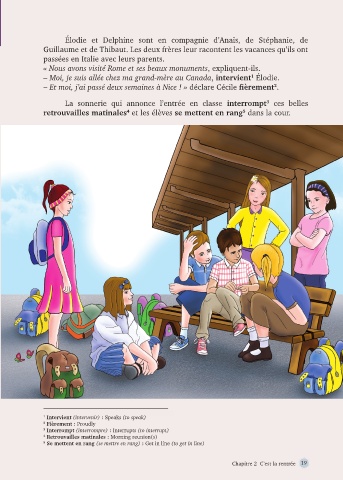 Élodie et Delphine sont en compagnie d'Anaïs, de Stéphanie, de
Guillaume et de Thibaut. Les deux frères leur racontent les vacances qu'ils ont
passées en Italie avec leurs parents.
« Nous avons visité Rome et ses beaux monuments, expliquent-ils.
– Moi, je suis allée chez ma grand-mère au Canada, intervient¹ Élodie.
– Et moi, j'ai passé deux semaines à Nice ! » déclare Cécile fièrement².
La sonnerie qui annonce l'entrée en classe interrompt³ ces belles
retrouvailles matinales⁴ et les élèves se mettent en rang⁵ dans la cour.
¹ Intervient (intervenir) : Speaks (to speak)
² Fièrement : Proudly
³ Interrompt (interrompre) : Interrupts (to interrupt)
⁴ Retrouvailles matinales : Morning reunion(s)
⁵ Se mettent en rang (se mettre en rang) : Get in line (to get in line)
Chapitre 2 C'est la rentrée 19